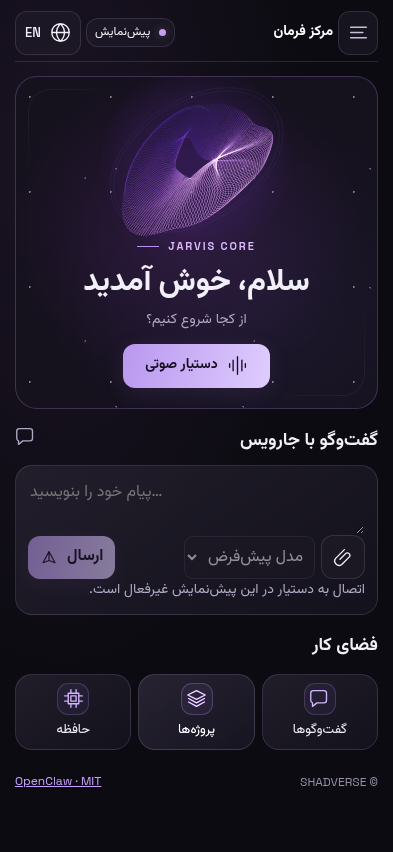 مرکز فرمان
پیش‌نمایش
EN
JARVIS CORE
سلام، خوش آمدید
از کجا شروع کنیم؟
دستیار صوتی
گفت‌وگو با جارویس
پیام خود را بنویسید...
مدل پیش‌فرض
ارسال
اتصال به دستیار در این پیش‌نمایش غیرفعال است.
فضای کار
گفت‌وگوها
پروژه‌ها
حافظه
SHADVERSE ©
OpenClaw · MIT